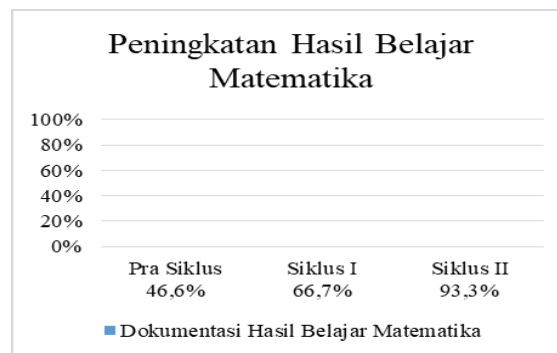 Peningkatan Hasil Belajar
Matematika
100%
80%
60%
40%
20%
0%
Pra Siklus Siklus I Siklus II
46,6% 66,7% 93,3%
Dokumentasi Hasil Belajar Matematika